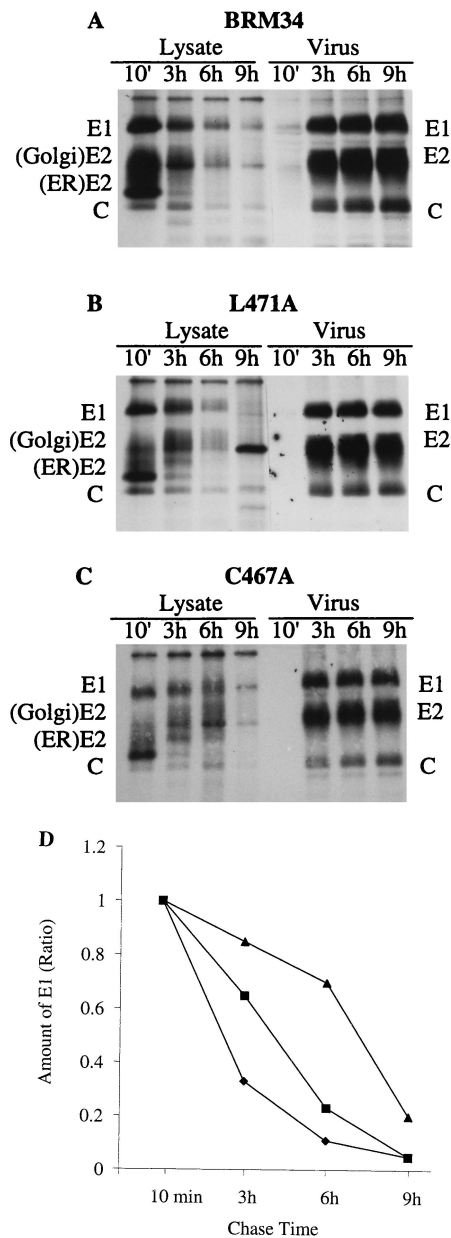 A BRM34
Lysate Virus
10' 3h 6h 9h 10' 3h 6h 9h
E1 E1
(Golgi)E2 E2
(ER)E2
C C
B L471A
Lysate Virus
10' 3h 6h 9h 10' 3h 6h 9h
E1 E1
(Golgi)E2 E2
(ER)E2
C C
C C467A
Lysate Virus
10' 3h 6h 9h 10' 3h 6h 9h
E1 E1
(Golgi)E2 E2
(ER)E2
C C
D
1.2
1
0.8
0.6
0.4
0.2
0
Amount of E1 (Ratio)
10 min 3h 6h 9h
Chase Time